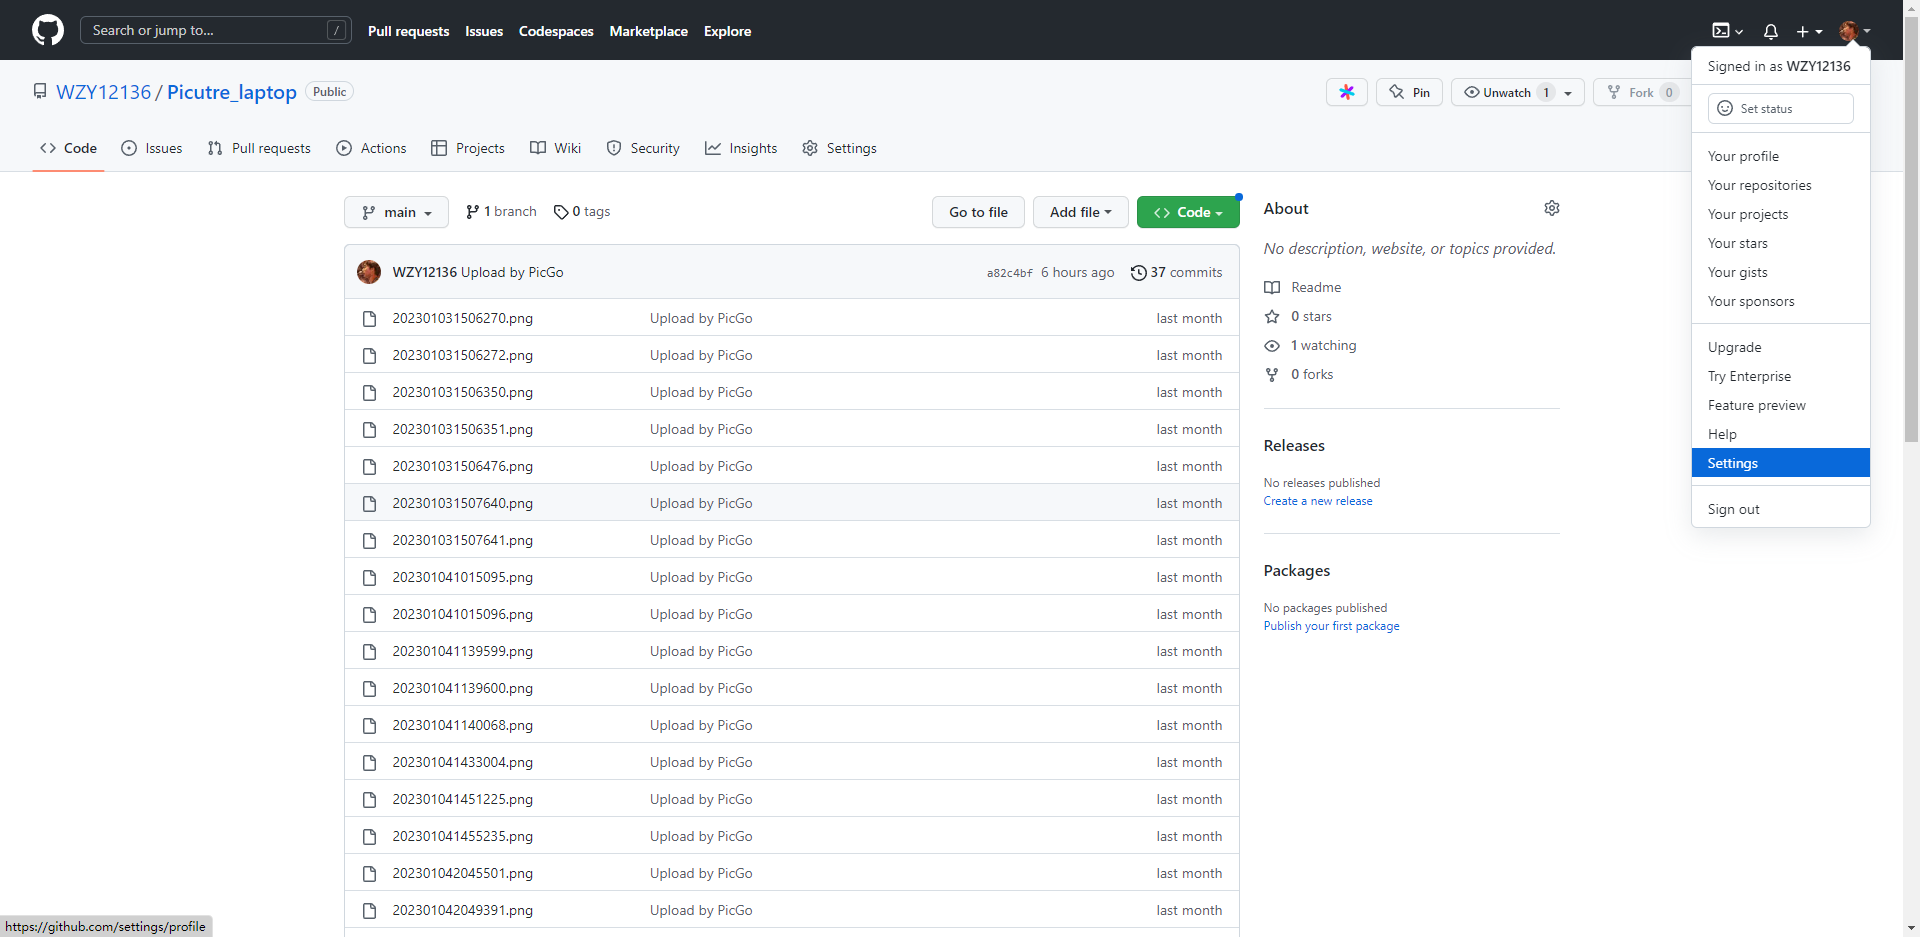 Search or jump to... /
Pull requests Issues Codespaces Marketplace Explore
Signed in as WZY12136
Set status
Your profile
Your repositories
Your projects
Your stars
Your gists
Your sponsors
Upgrade
Try Enterprise
Feature preview
Help
Settings
Sign out
WZY12136 / Picutre_laptop Public
Pin Unwatch 1 Fork 0
Code Issues Pull requests Actions Projects Wiki Security Insights Settings
main 1 branch 0 tags Go to file Add file Code
WZY12136 Upload by PicGo a82c4bf 6 hours ago 37 commits
202301031506270.png Upload by PicGo last month
202301031506272.png Upload by PicGo last month
202301031506350.png Upload by PicGo last month
202301031506351.png Upload by PicGo last month
202301031506476.png Upload by PicGo last month
202301031507640.png Upload by PicGo last month
202301031507641.png Upload by PicGo last month
202301041015095.png Upload by PicGo last month
202301041015096.png Upload by PicGo last month
202301041139599.png Upload by PicGo last month
202301041139600.png Upload by PicGo last month
202301041140068.png Upload by PicGo last month
202301041433004.png Upload by PicGo last month
202301041451225.png Upload by PicGo last month
202301041455235.png Upload by PicGo last month
202301042045501.png Upload by PicGo last month
202301042049391.png Upload by PicGo last month
About
No description, website, or topics provided.
Readme
0 stars
1 watching
0 forks
Releases
No releases published
Create a new release
Packages
No packages published
Publish your first package
https://github.com/settings/profile